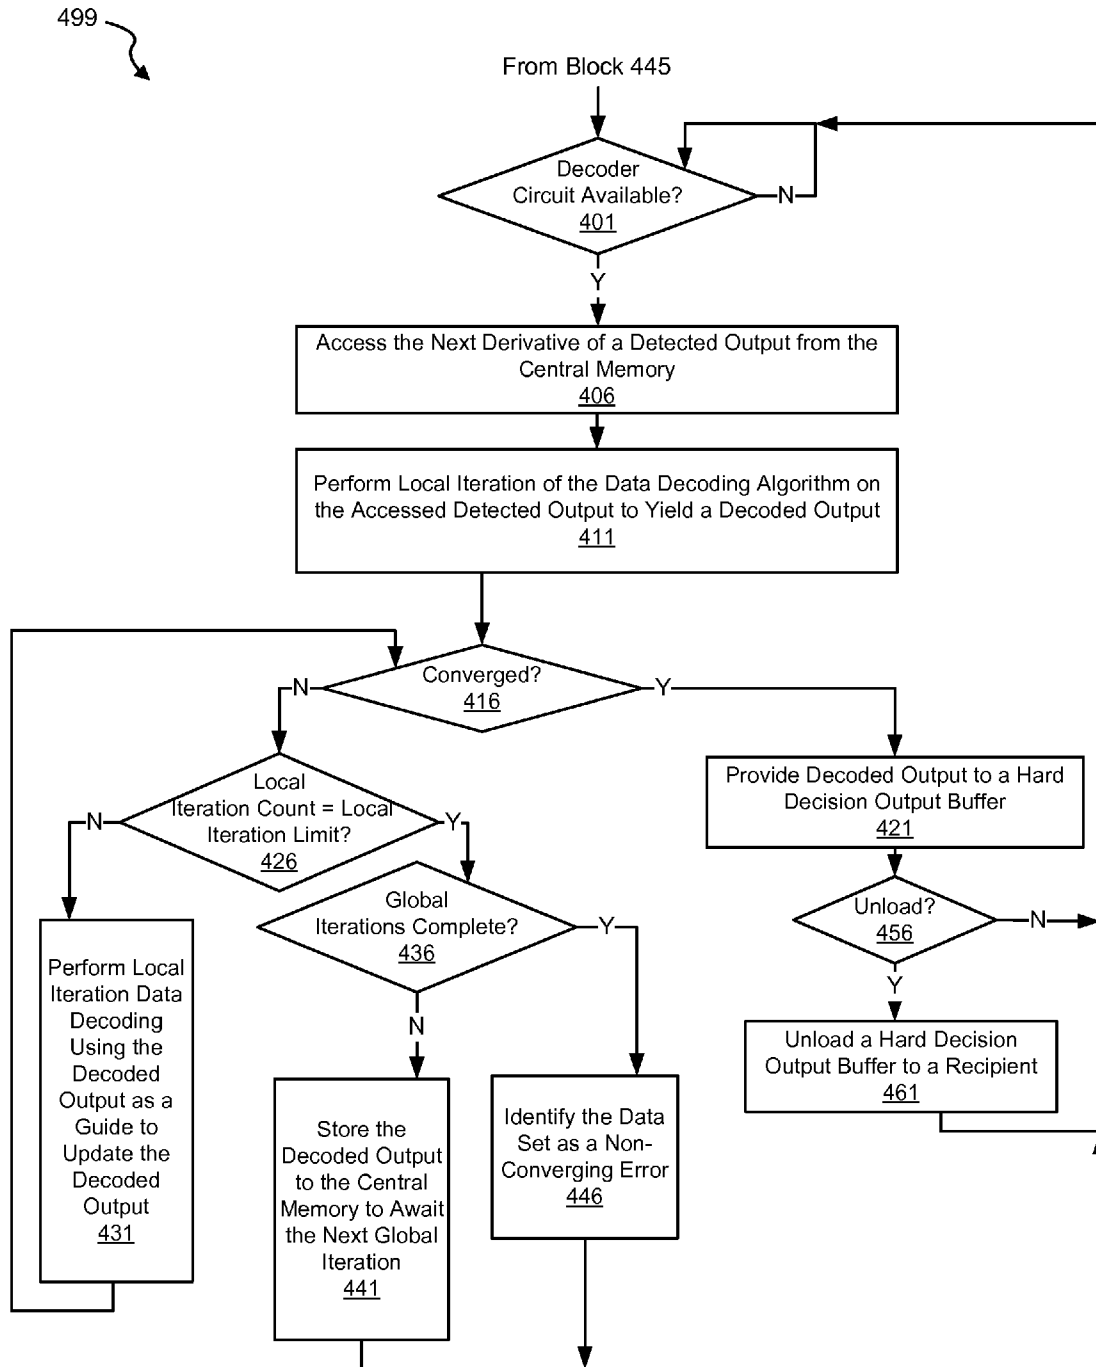 499
From Block 445
Decoder
Circuit Available?
401
N
Y
Access the Next Derivative of a Detected Output from the
Central Memory
406
Perform Local Iteration of the Data Decoding Algorithm on
the Accessed Detected Output to Yield a Decoded Output
411
Converged?
416
N
Y
Local
Iteration Count = Local
Iteration Limit?
426
N
Y
Provide Decoded Output to a Hard
Decision Output Buffer
421
Global
Iterations Complete?
436
Y
N
Unload?
456
N
Y
Perform Local
Iteration Data
Decoding
Using the
Decoded
Output as a
Guide to
Update the
Decoded
Output
431
Unload a Hard Decision
Output Buffer to a Recipient
461
Store the
Decoded Output
to the Central
Memory to Await
the Next Global
Iteration
441
Identify the Data
Set as a Non-
Converging Error
446